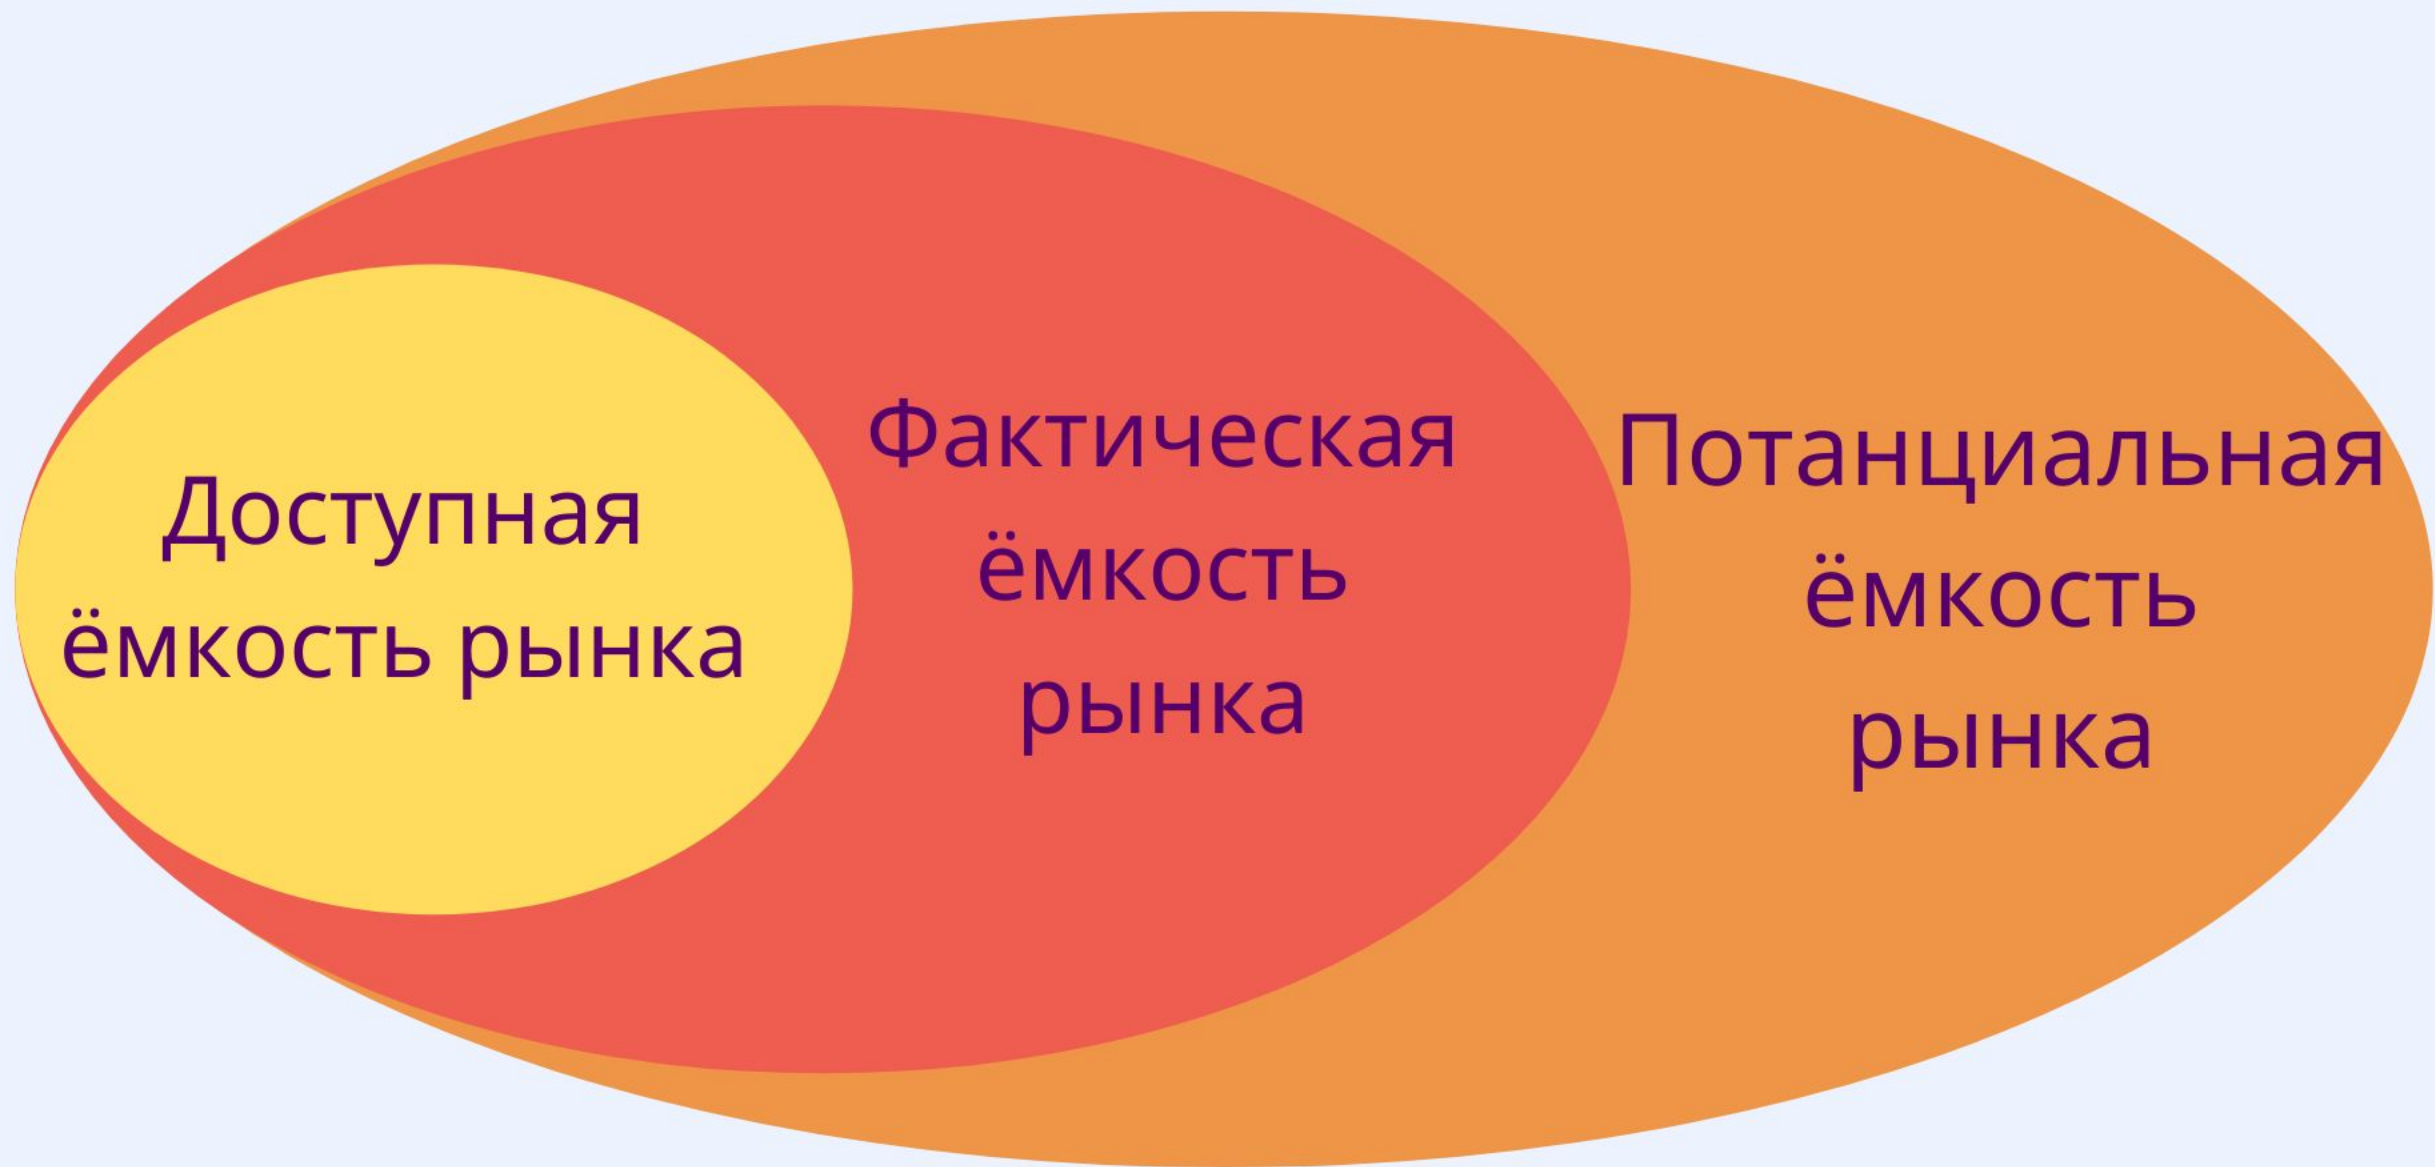 Доступная
ёмкость рынка
Фактическая
ёмкость
рынка
Потанциальная
ёмкость
рынка